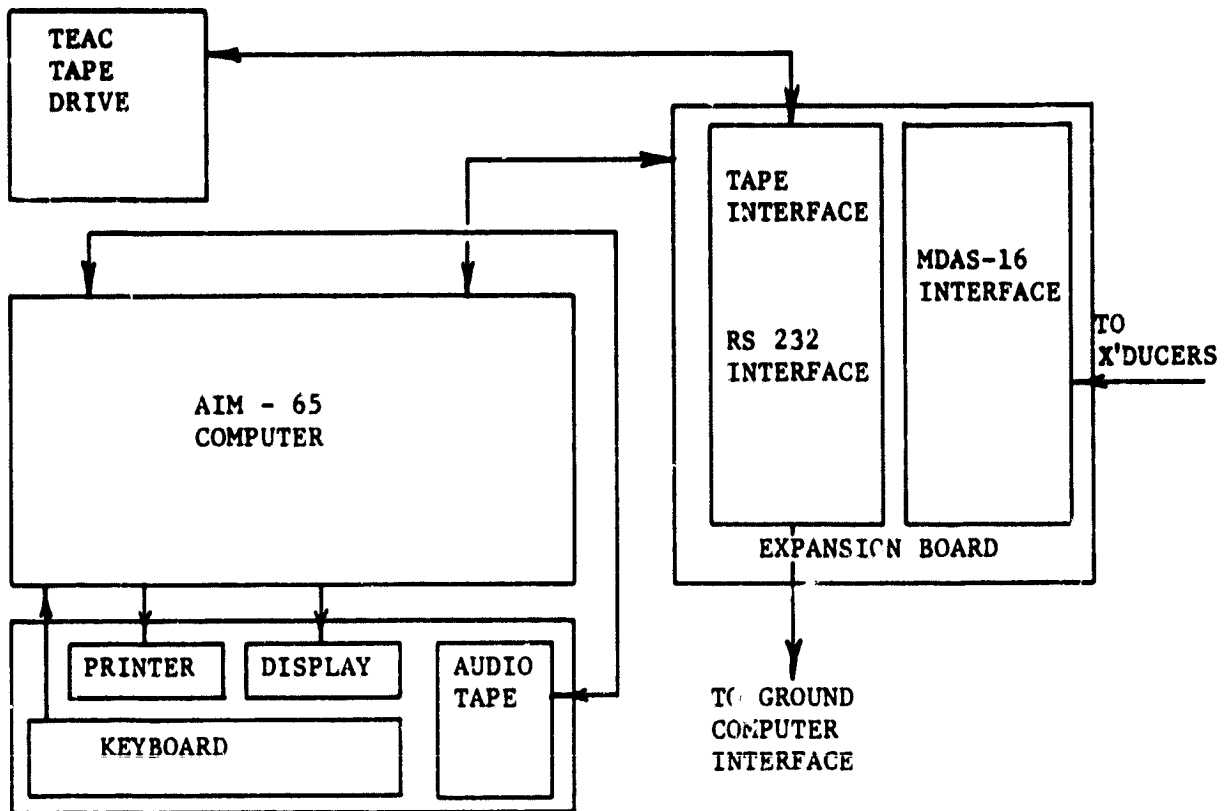 TEAC
TAPE
DRIVE
TAPE
INTERFACE
RS 232
INTERFACE
MDAS-16
INTERFACE
TO
X'DUCERS
EXPANSION BOARD
AIM - 65
COMPUTER
PRINTER
DISPLAY
AUDIO
TAPE
KEYBOARD
TO GROUND
COMPUTER
INTERFACE